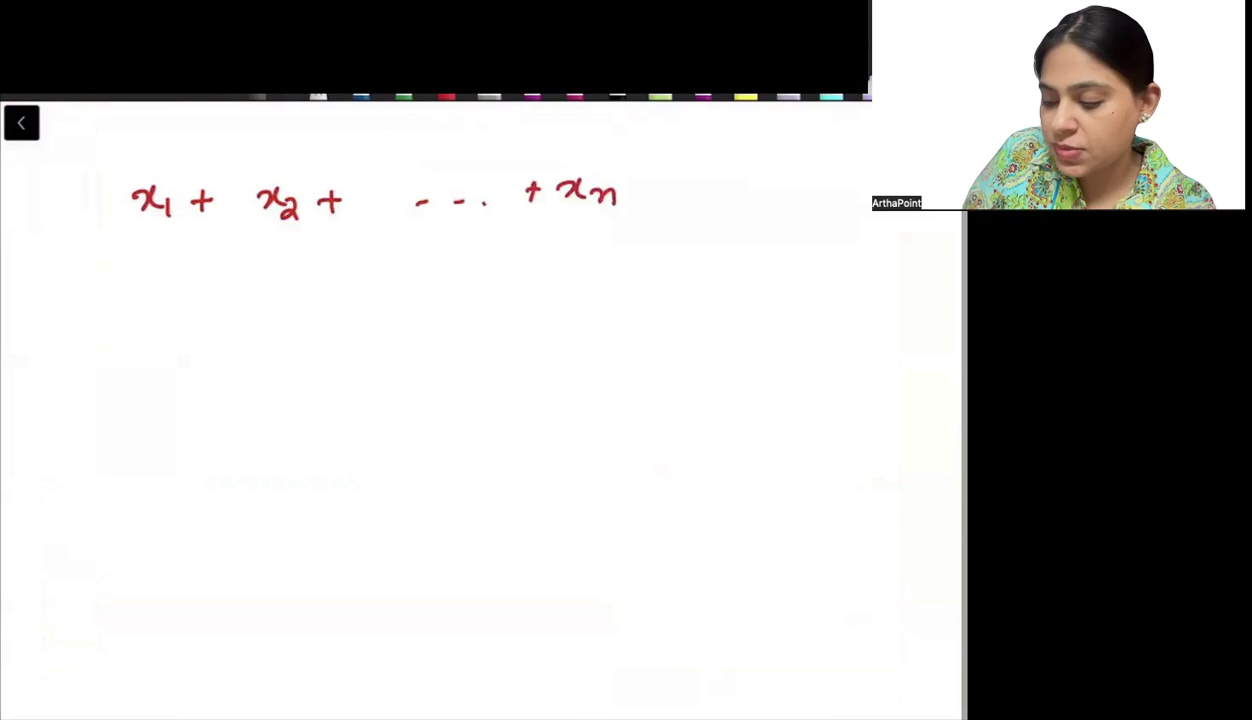 x₁ + x₂ + - - . + xₙ
ArthaPoint